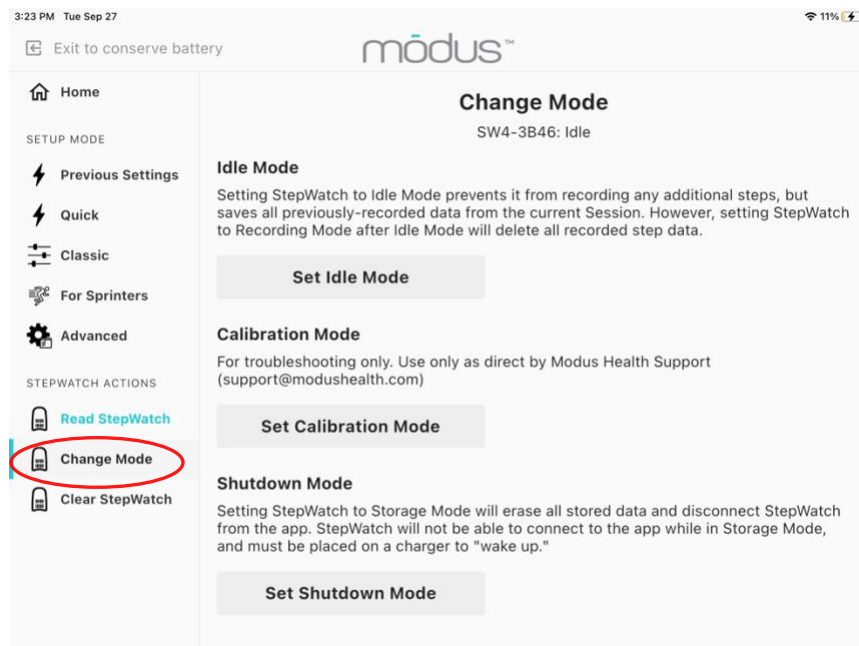 3:23 PM Tue Sep 27
11%
Exit to conserve battery
mōdus™
Home
SETUP MODE
Previous Settings
Quick
Classic
For Sprinters
Advanced
STEPWATCH ACTIONS
Read StepWatch
Change Mode
Clear StepWatch
Change Mode
SW4-3B46: Idle
Idle Mode
Setting StepWatch to Idle Mode prevents it from recording any additional steps, but
saves all previously-recorded data from the current Session. However, setting StepWatch
to Recording Mode after Idle Mode will delete all recorded step data.
Set Idle Mode
Calibration Mode
For troubleshooting only. Use only as direct by Modus Health Support
(support@modushealth.com)
Set Calibration Mode
Shutdown Mode
Setting StepWatch to Storage Mode will erase all stored data and disconnect StepWatch
from the app. StepWatch will not be able to connect to the app while in Storage Mode,
and must be placed on a charger to "wake up."
Set Shutdown Mode